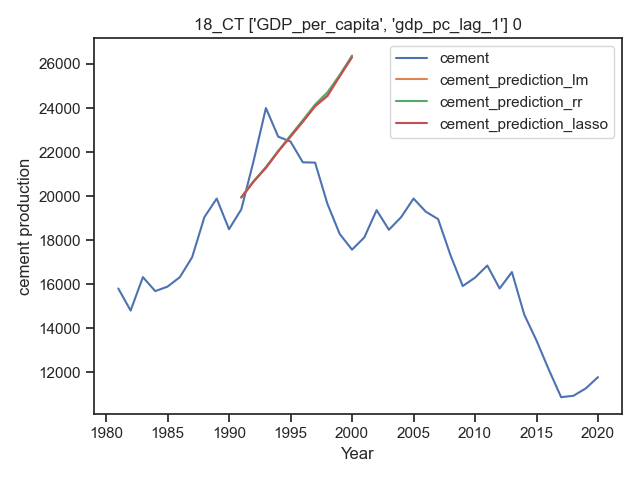 18_CT ['GDP_per_capita', 'gdp_pc_lag_1'] 0
cement
cement_prediction_lm
cement_prediction_rr
cement_prediction_lasso
cement production
26000
24000
22000
20000
18000
16000
14000
12000
1980 1985 1990 1995 2000 2005 2010 2015 2020
Year